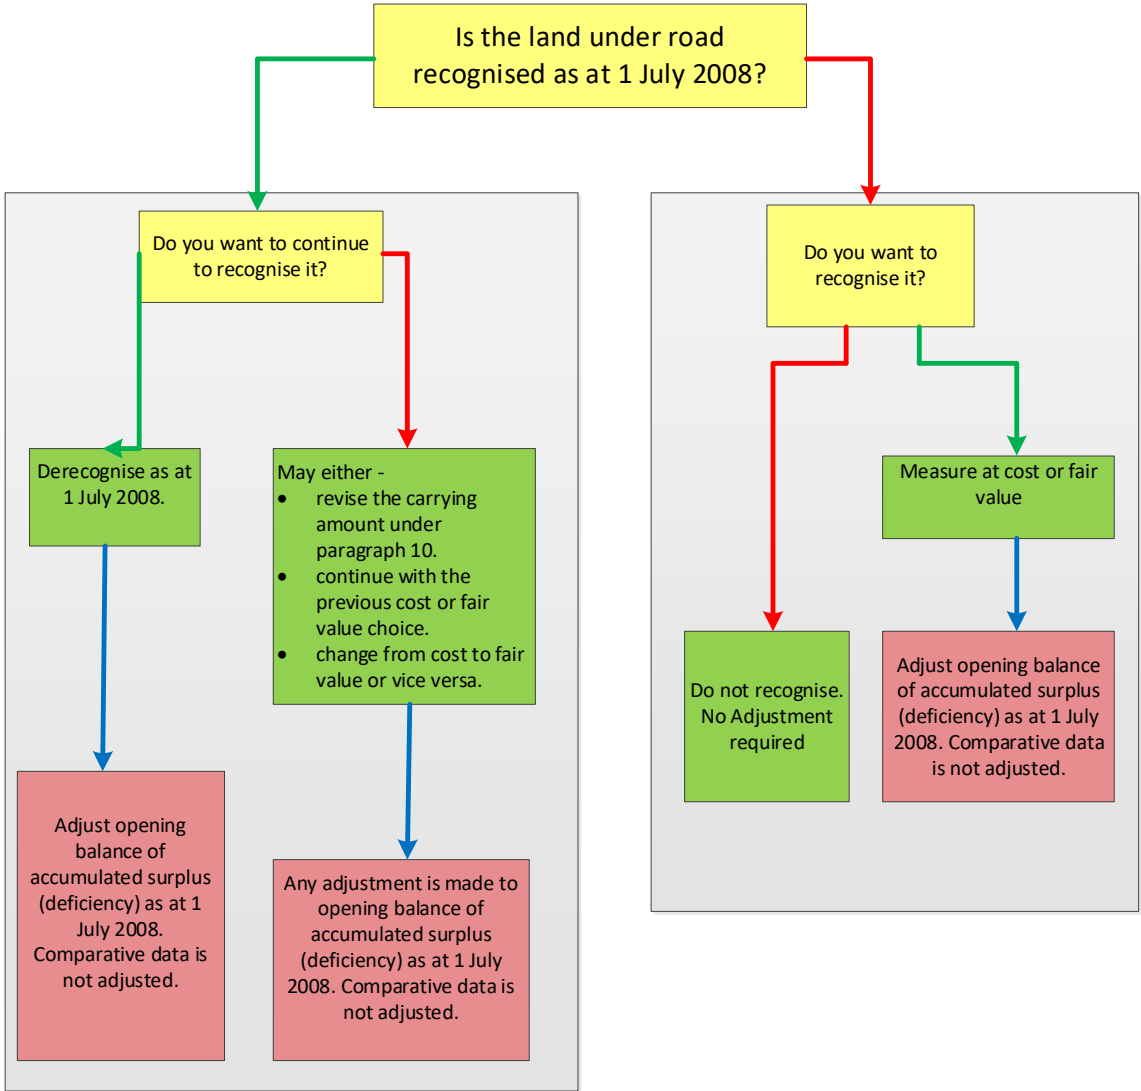 Is the land under road
recognised as at 1 July 2008?
Do you want to continue
to recognise it?
Derecognise as at
1 July 2008.
Adjust opening
balance of
accumulated surplus
(deficiency) as at 1
July 2008.
Comparative data is
not adjusted.
May either -
• revise the carrying
amount under
paragraph 10.
• continue with the
previous cost or fair
value choice.
• change from cost to fair
value or vice versa.
Any adjustment is made to
opening balance of
accumulated surplus
(deficiency) as at 1 July
2008. Comparative data is
not adjusted.
Do you want to
recognise it?
Do not recognise.
No Adjustment
required
Measure at cost or fair
value
Adjust opening balance
of accumulated surplus
(deficiency) as at 1 July
2008. Comparative data
is not adjusted.